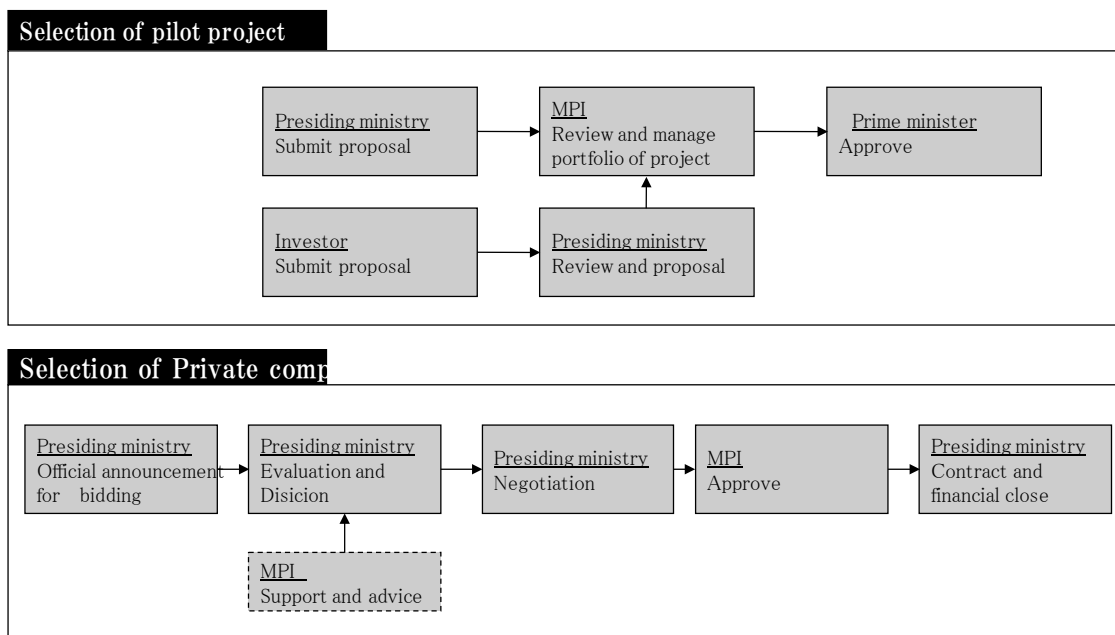 Selection of pilot project
Presiding ministry
Submit proposal
MPI
Review and manage
portfolio of project
Prime minister
Approve
Investor
Submit proposal
Presiding ministry
Review and proposal
Selection of Private comp
Presiding ministry
Official announcement
for bidding
Presiding ministry
Evaluation and
Disicion
Presiding ministry
Negotiation
MPI
Approve
Presiding ministry
Contract and
financial close
MPI
Support and advice